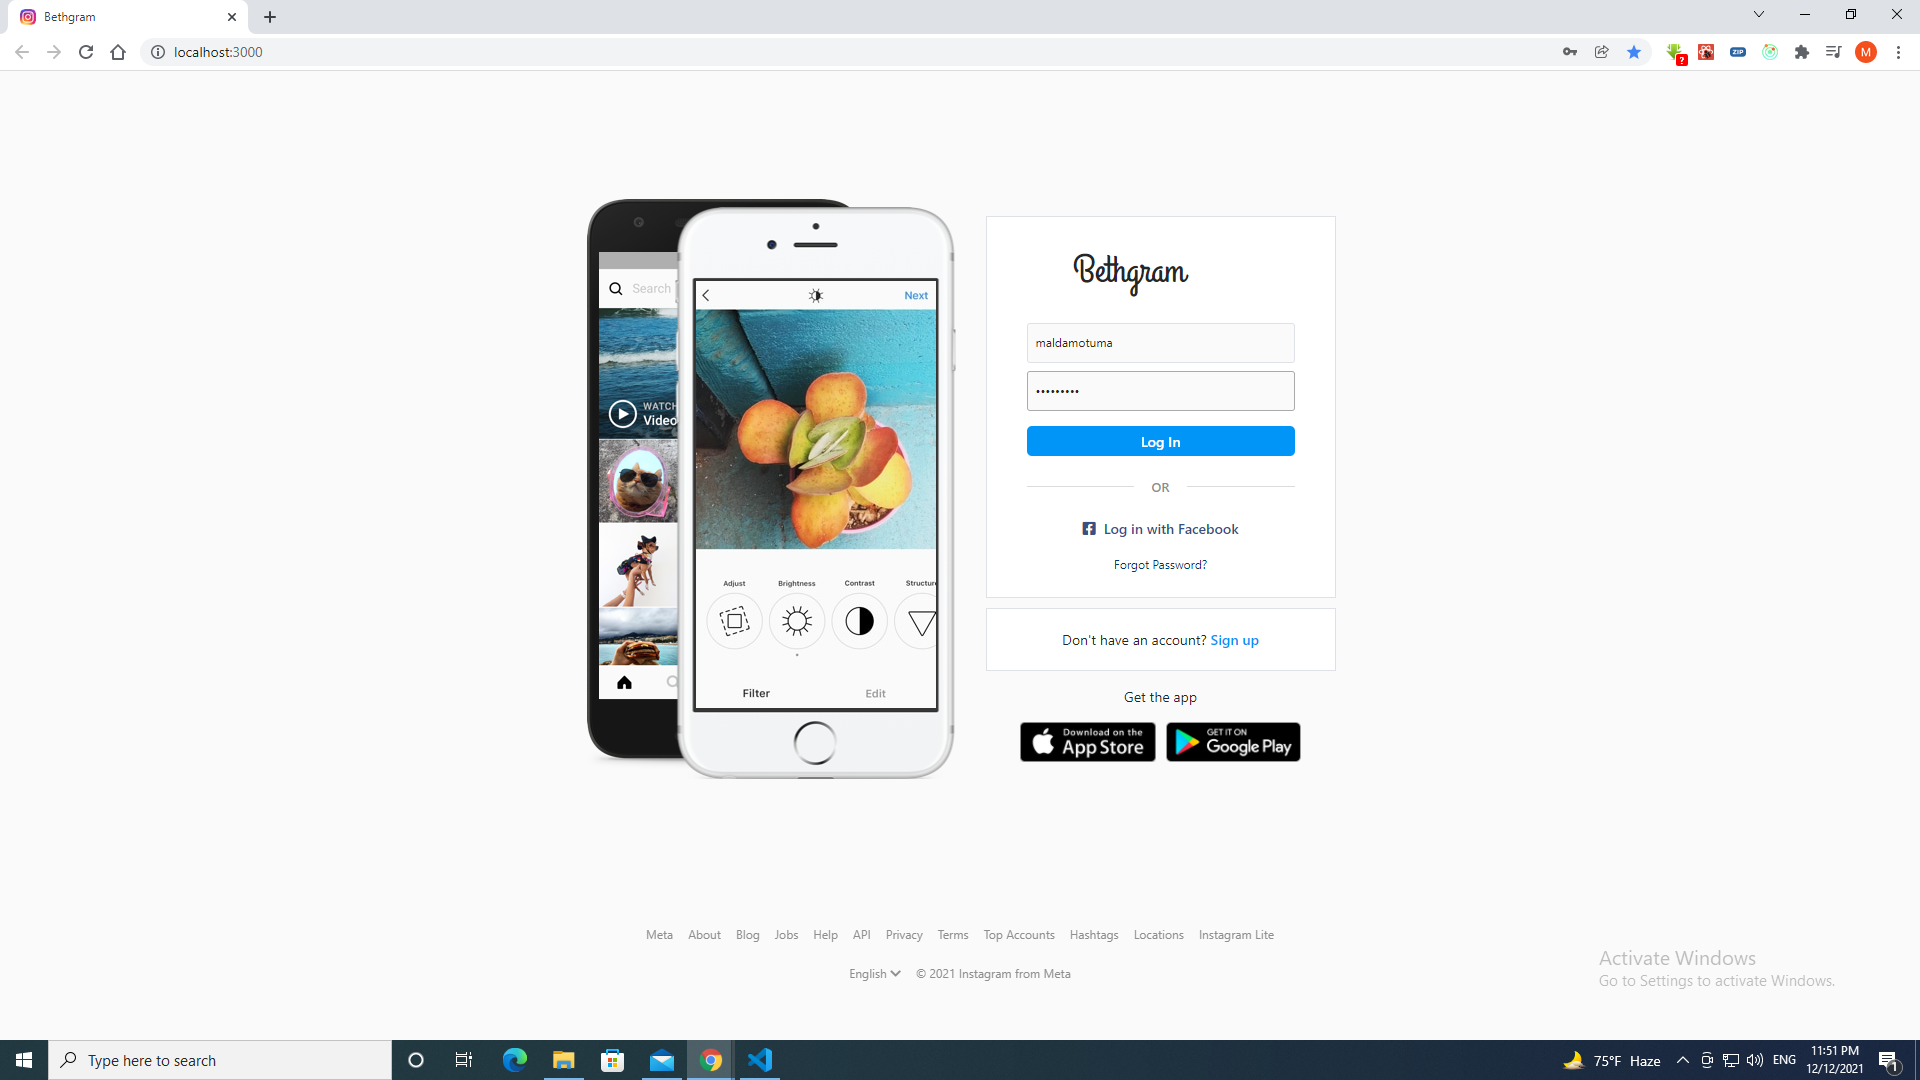 Bethgram
localhost:3000
ZIP
?
M
Search
WATCH
Video
Next
Adjust
Brightness
Contrast
Structure
Filter
Edit
Bethgram
maldamotuma
•••••••••
Log In
OR
Log in with Facebook
Forgot Password?
Don't have an account? Sign up
Get the app
Download on the
App Store
GET IT ON
Google Play
Meta About Blog Jobs Help API Privacy Terms Top Accounts Hashtags Locations Instagram Lite
English © 2021 Instagram from Meta
Activate Windows
Go to Settings to activate Windows.
Type here to search
75°F Haze
ENG
11:51 PM
12/12/2021
1